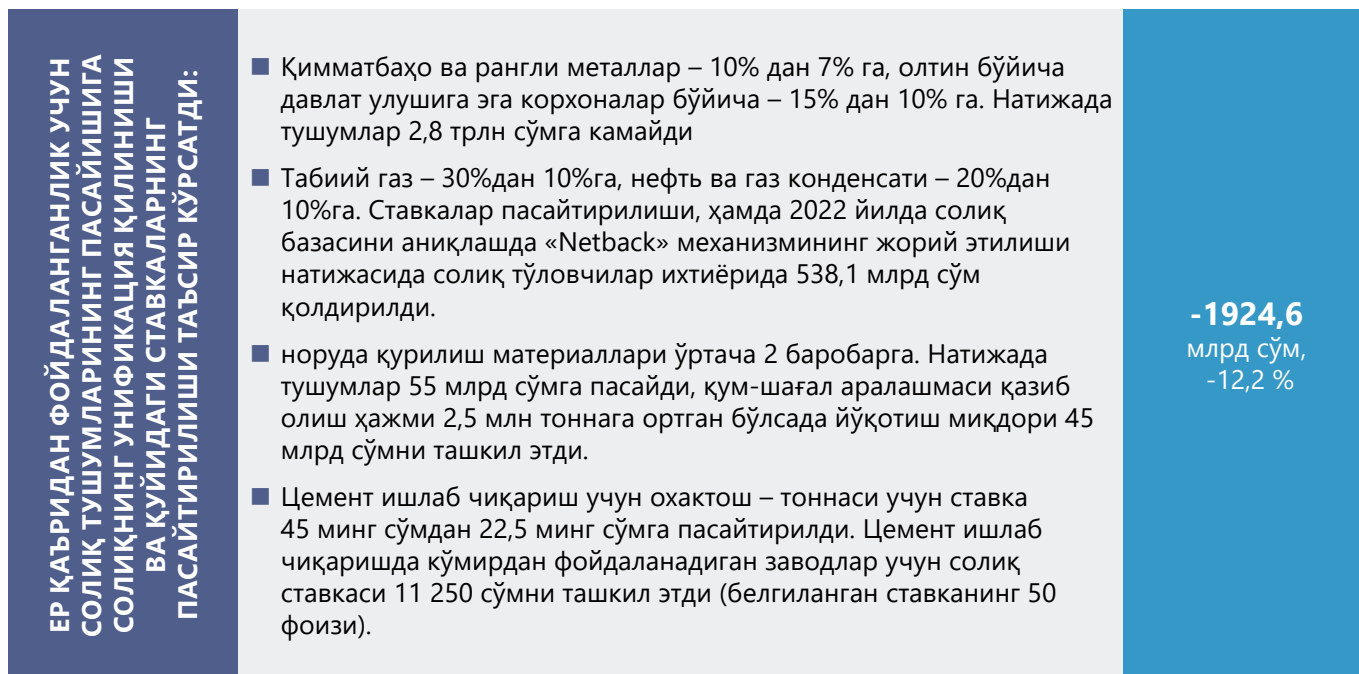 ЕР ҚАЪРИДАН ФОЙДАЛАНГАНЛИК УЧУН
СОЛИҚ ТУШУМЛАРИНИНГ ПАСАЙИШИГА
СОЛИҚНИНГ УНИФИКАЦИЯ ҚИЛИНИШИ
ВА ҚУЙИДАГИ СТАВКАЛАРНИНГ
ПАСАЙТИРИЛИШИ ТАЪСИР КЎРСАТДИ:
■ Қимматбаҳо ва рангли металлар – 10% дан 7% га, олтин бўйича
давлат улушига эга корхоналар бўйича – 15% дан 10% га. Натижада
тушумлар 2,8 трлн сўмга камайди
■ Табиий газ – 30%дан 10%га, нефть ва газ конденсати – 20%дан
10%га. Ставкалар пасайтирилиши, ҳамда 2022 йилда солиқ
базасини аниқлашда «Netback» механизмининг жорий этилиши
натижасида солиқ тўловчилар ихтиёрида 538,1 млрд сўм
қолдирилди.
■ норуда қурилиш материаллари ўртача 2 баробарга. Натижада
тушумлар 55 млрд сўмга пасайди, қум-шағал аралашмаси қазиб
олиш ҳажми 2,5 млн тоннага ортган бўлсада йўқотиш миқдори 45
млрд сўмни ташкил этди.
■ Цемент ишлаб чиқариш учун охактош – тоннаси учун ставка
45 минг сўмдан 22,5 минг сўмга пасайтирилди. Цемент ишлаб
чиқаришда кўмирдан фойдаланадиган заводлар учун солиқ
ставкаси 11 250 сўмни ташкил этди (белгиланган ставканинг 50
фоизи).
-1924,6
млрд сўм,
-12,2 %